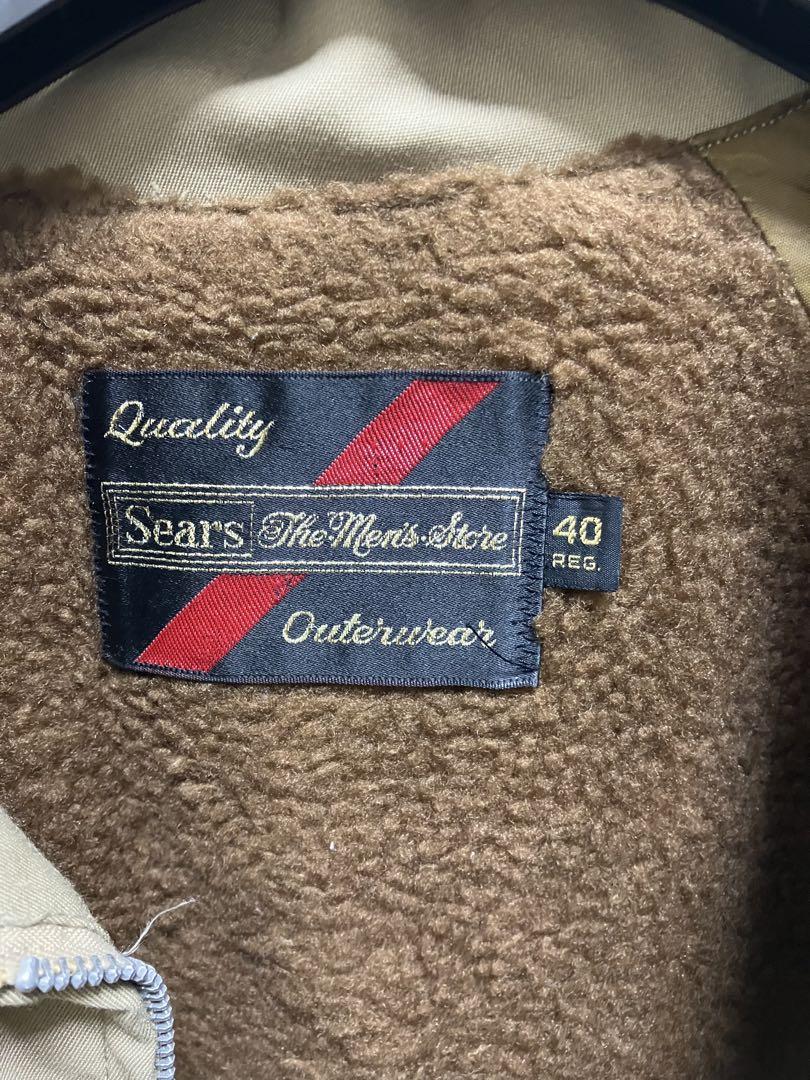 Quality
Sears The·Men's·Store
Outerwear
40
REG.